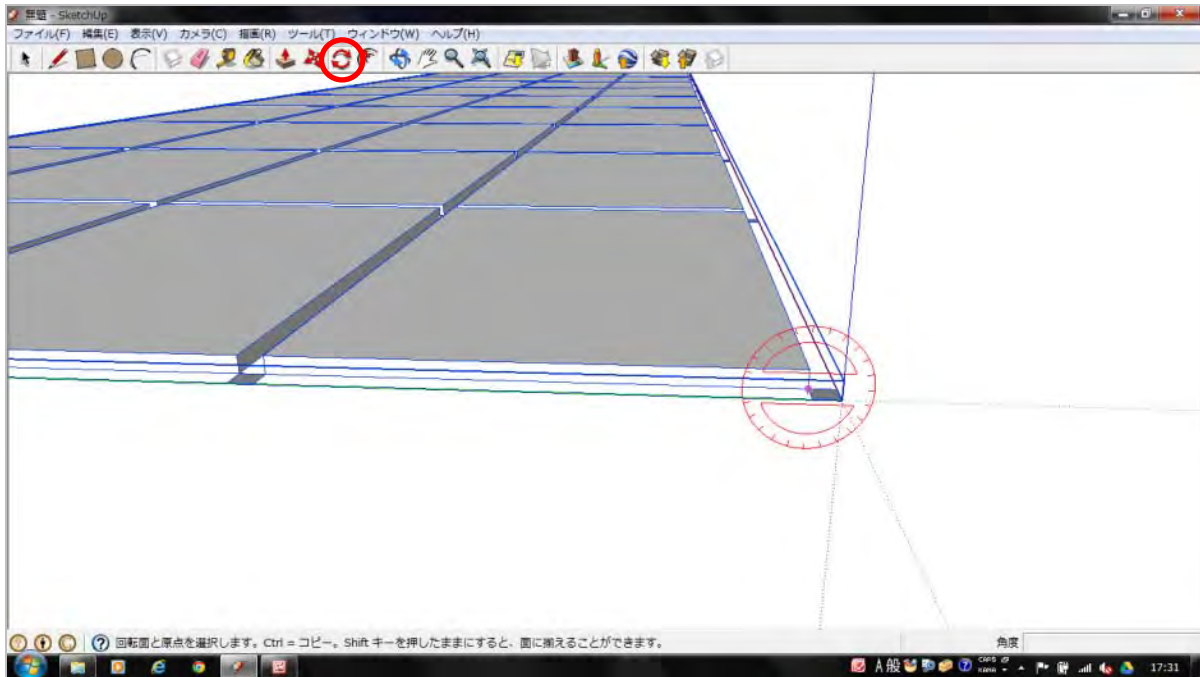 無題 - SketchUp
ファイル(F) 編集(E) 表示(V) カメラ(C) 描画(R) ツール(T) ウィンドウ(W) ヘルプ(H)
回転面と原点を選択します。Ctrl = コピー。Shift キーを押したままにすると、面に揃えることができます。
角度
A 般
CAPS
KANA
17:31